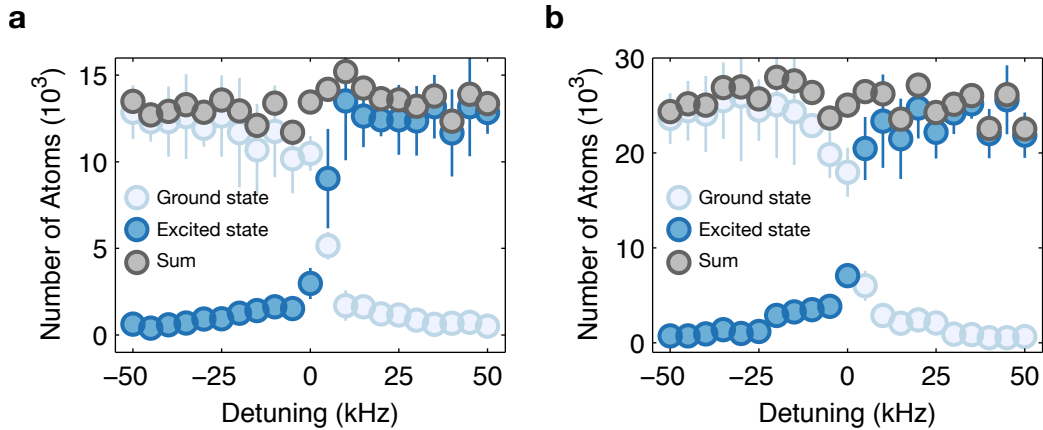 a
Number of Atoms (10³)
15
10
5
0
Ground state
Excited state
Sum
−50
−25
0
25
50
Detuning (kHz)
b
Number of Atoms (10³)
30
20
10
0
Ground state
Excited state
Sum
−50
−25
0
25
50
Detuning (kHz)